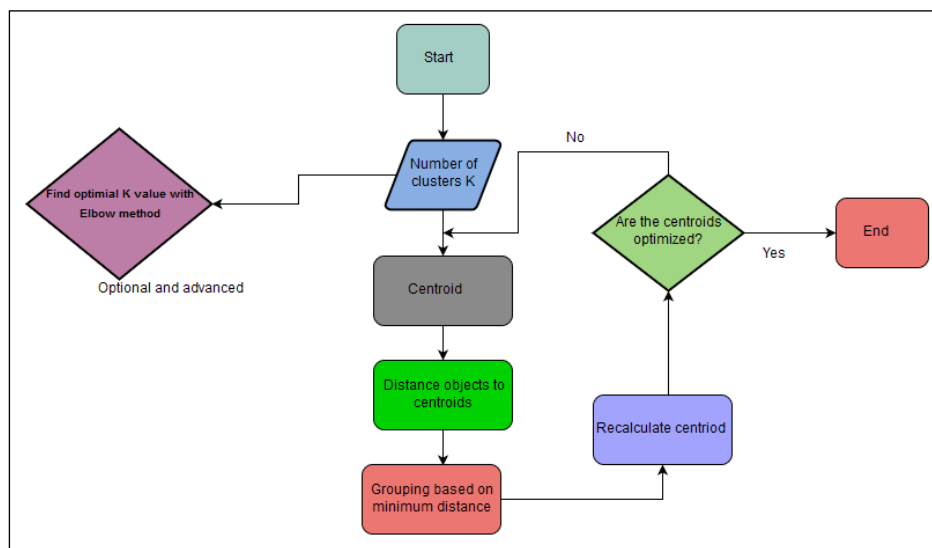 Start
Number of
clusters K
Find optimial K value with
Elbow method
Optional and advanced
Centroid
Distance objects to
centroids
Grouping based on
minimum distance
Recalculate centriod
Are the centroids
optimized?
No
Yes
End